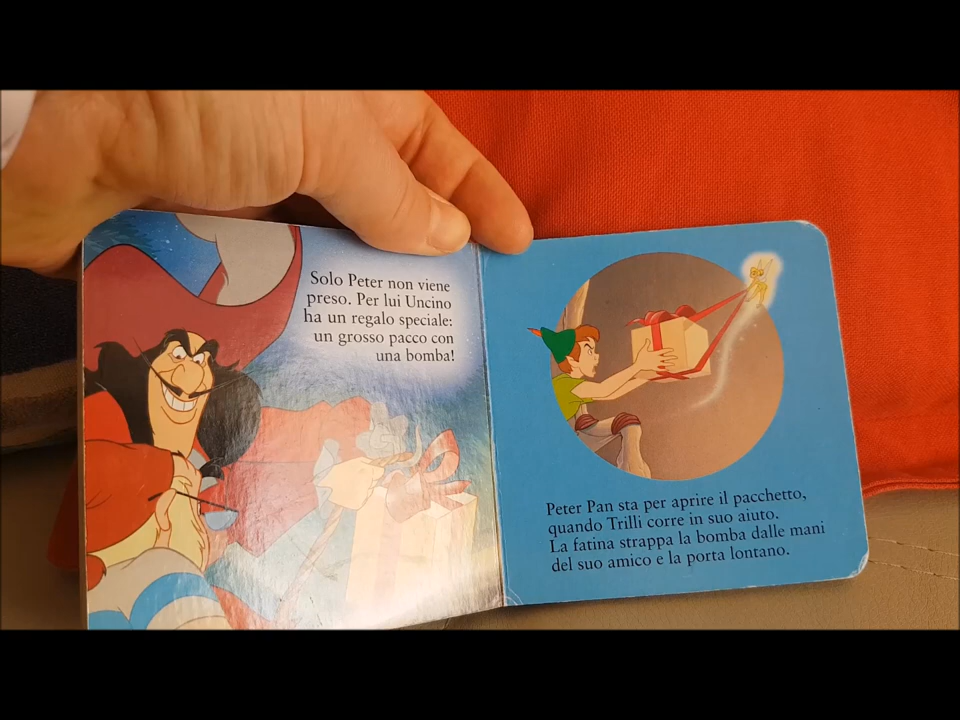 Solo Peter non viene
preso. Per lui Uncino
ha un regalo speciale:
un grosso pacco con
una bomba!
Peter Pan sta per aprire il pacchetto,
quando Trilli corre in suo aiuto.
La fatina strappa la bomba dalle mani
del suo amico e la porta lontano.